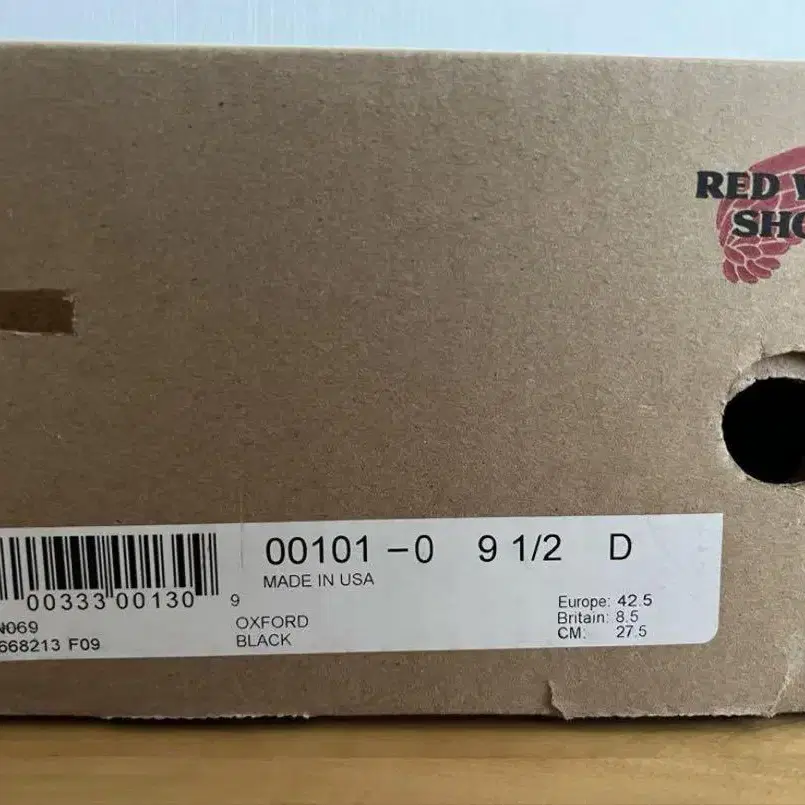 RED W
SHO
00101-0 9 1/2 D
MADE IN USA
00333 00130 9
N069
668213 F09
OXFORD
BLACK
Europe: 42.5
Britain: 8.5
CM: 27.5